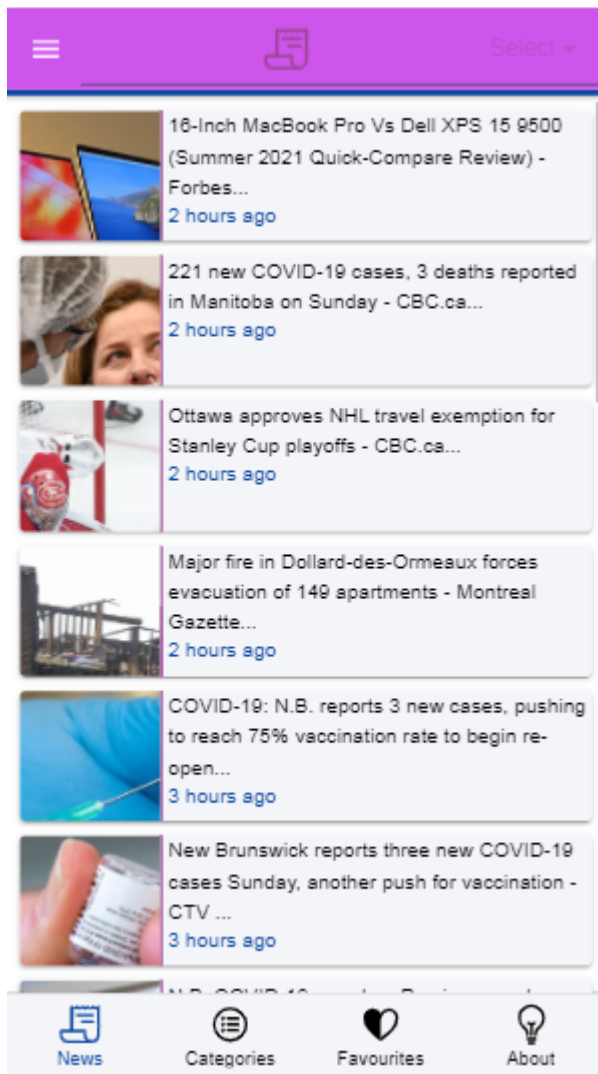 Select
16-Inch MacBook Pro Vs Dell XPS 15 9500
(Summer 2021 Quick-Compare Review) -
Forbes...
2 hours ago
221 new COVID-19 cases, 3 deaths reported
in Manitoba on Sunday - CBC.ca...
2 hours ago
Ottawa approves NHL travel exemption for
Stanley Cup playoffs - CBC.ca...
2 hours ago
Major fire in Dollard-des-Ormeaux forces
evacuation of 149 apartments - Montreal
Gazette...
2 hours ago
COVID-19: N.B. reports 3 new cases, pushing
to reach 75% vaccination rate to begin re-
open...
3 hours ago
New Brunswick reports three new COVID-19
cases Sunday, another push for vaccination -
CTV ...
3 hours ago
News
Categories
Favourites
About